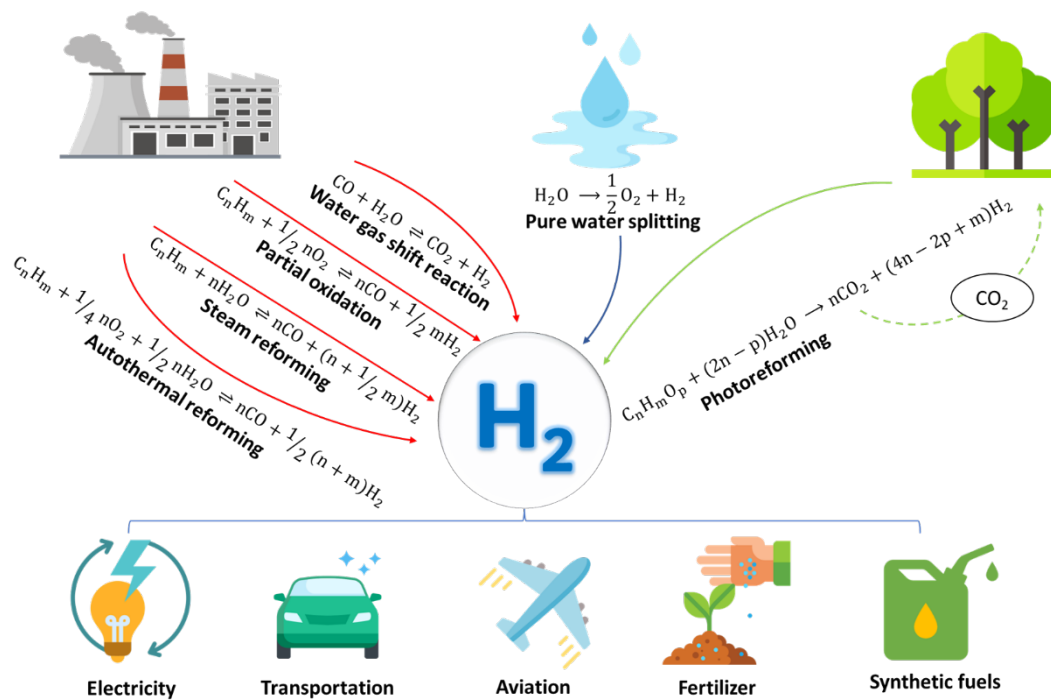 CO + H₂O ⇌ CO₂ + H₂
Water gas shift reaction
CₙHₘ + 1/2 nO₂ ⇌ nCO + 1/2 mH₂
Partial oxidation
CₙHₘ + nH₂O ⇌ nCO + (n + 1/2 m)H₂
Steam reforming
CₙHₘ + 1/4 nO₂ + 1/2 nH₂O ⇌ nCO + 1/2 (n + m)H₂
Autothermal reforming
H₂O → 1/2 O₂ + H₂
Pure water splitting
CₙHₘOₚ + (2n − p)H₂O → nCO₂ + (4n − 2p + m)H₂
Photoreforming
CO₂
H₂
Electricity
Transportation
Aviation
Fertilizer
Synthetic fuels